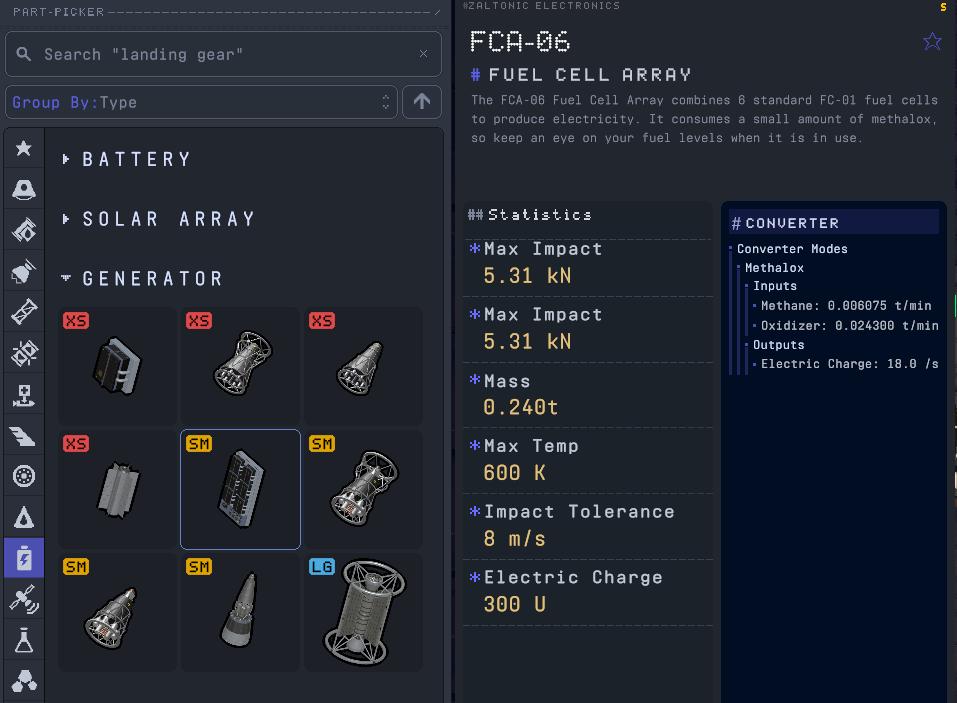 PART-PICKER
Search "landing gear"
Group By:Type
BATTERY
SOLAR ARRAY
GENERATOR
XS
XS
XS
XS
SM
SM
SM
SM
LG
#ZALTONIC ELECTRONICS
S
FCA-06
# FUEL CELL ARRAY
The FCA-06 Fuel Cell Array combines 6 standard FC-01 fuel cells
to produce electricity. It consumes a small amount of methalox,
so keep an eye on your fuel levels when it is in use.
## Statistics
*Max Impact
5.31 kN
*Max Impact
5.31 kN
*Mass
0.240t
*Max Temp
600 K
*Impact Tolerance
8 m/s
*Electric Charge
300 U
# CONVERTER
Converter Modes
Methalox
Inputs
Methane: 0.006075 t/min
Oxidizer: 0.024300 t/min
Outputs
Electric Charge: 18.0 /s